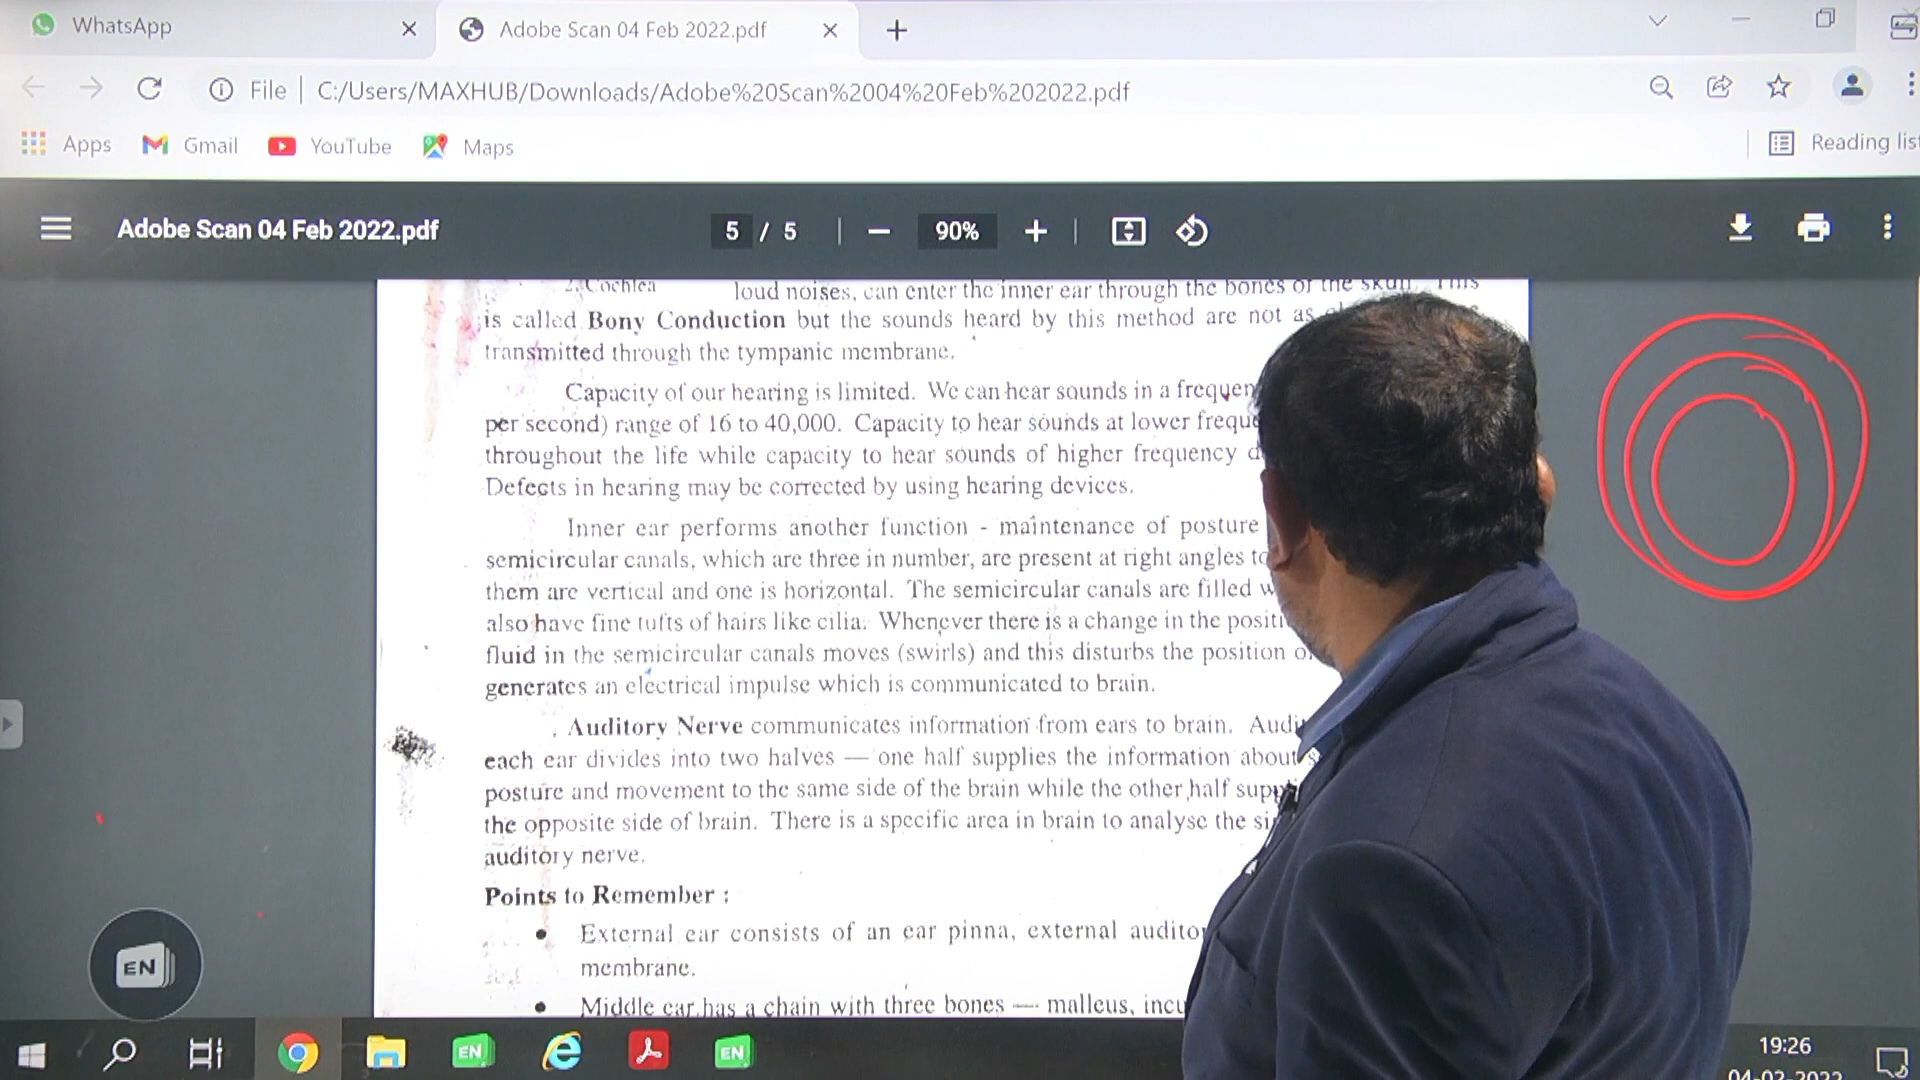 WhatsApp
Adobe Scan 04 Feb 2022.pdf
File
C:/Users/MAXHUB/Downloads/Adobe%20Scan%2004%20Feb%202022.pdf
Apps
Gmail
YouTube
Maps
Reading list
Adobe Scan 04 Feb 2022.pdf
5 / 5
90%
2. Cochlea loud noises, can enter the inner ear through the bones of the skull. This
is called Bony Conduction but the sounds heard by this method are not as
transmitted through the tympanic membrane.
Capacity of our hearing is limited. We can hear sounds in a frequen
per second) range of 16 to 40,000. Capacity to hear sounds at lower freque
throughout the life while capacity to hear sounds of higher frequency d
Defects in hearing may be corrected by using hearing devices.
Inner ear performs another function - maintenance of posture
semicircular canals, which are three in number, are present at right angles to
them are vertical and one is horizontal. The semicircular canals are filled w
also have fine tufts of hairs like cilia. Whenever there is a change in the positi
fluid in the semicircular canals moves (swirls) and this disturbs the position o
generates an electrical impulse which is communicated to brain.
Auditory Nerve communicates information from ears to brain. Audit
each ear divides into two halves — one half supplies the information about s
posture and movement to the same side of the brain while the other half suppli
the opposite side of brain. There is a specific area in brain to analyse the si
auditory nerve.
Points to Remember :
• External ear consists of an ear pinna, external auditor
membrane.
• Middle ear has a chain with three bones — malleus, incu
EN
EN
EN
19:26
04-02-2022